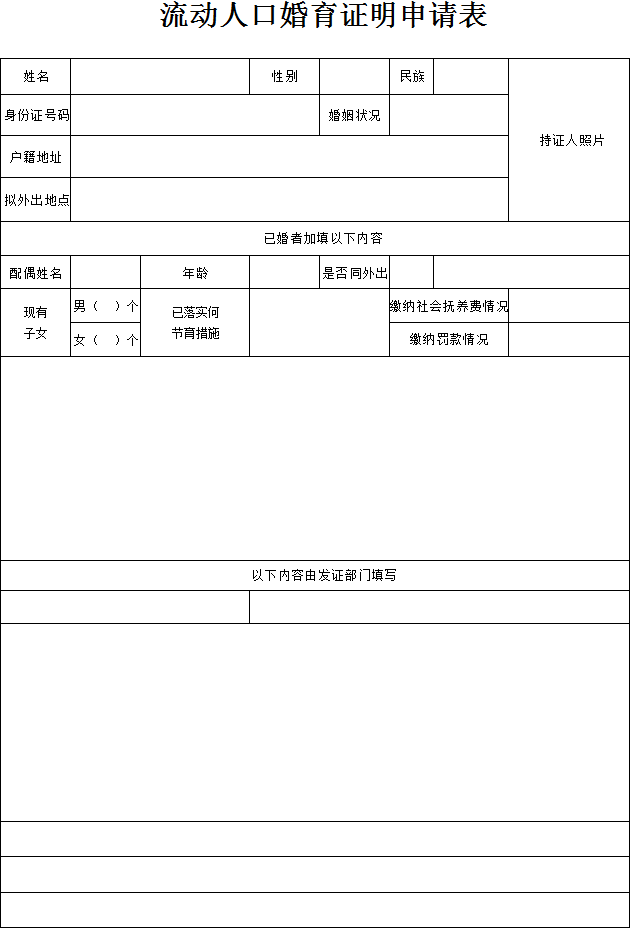 流动人口婚育证明申请表
姓名 性别 民族
身份证号码 婚姻状况
持证人照片
户籍地址
拟外出地点
已婚者加填以下内容
配偶姓名 年龄 是否同外出
现有
子女
男（ ）个
女（ ）个
已落实何
节育措施
缴纳社会抚养费情况
缴纳罚款情况
以下内容由发证部门填写